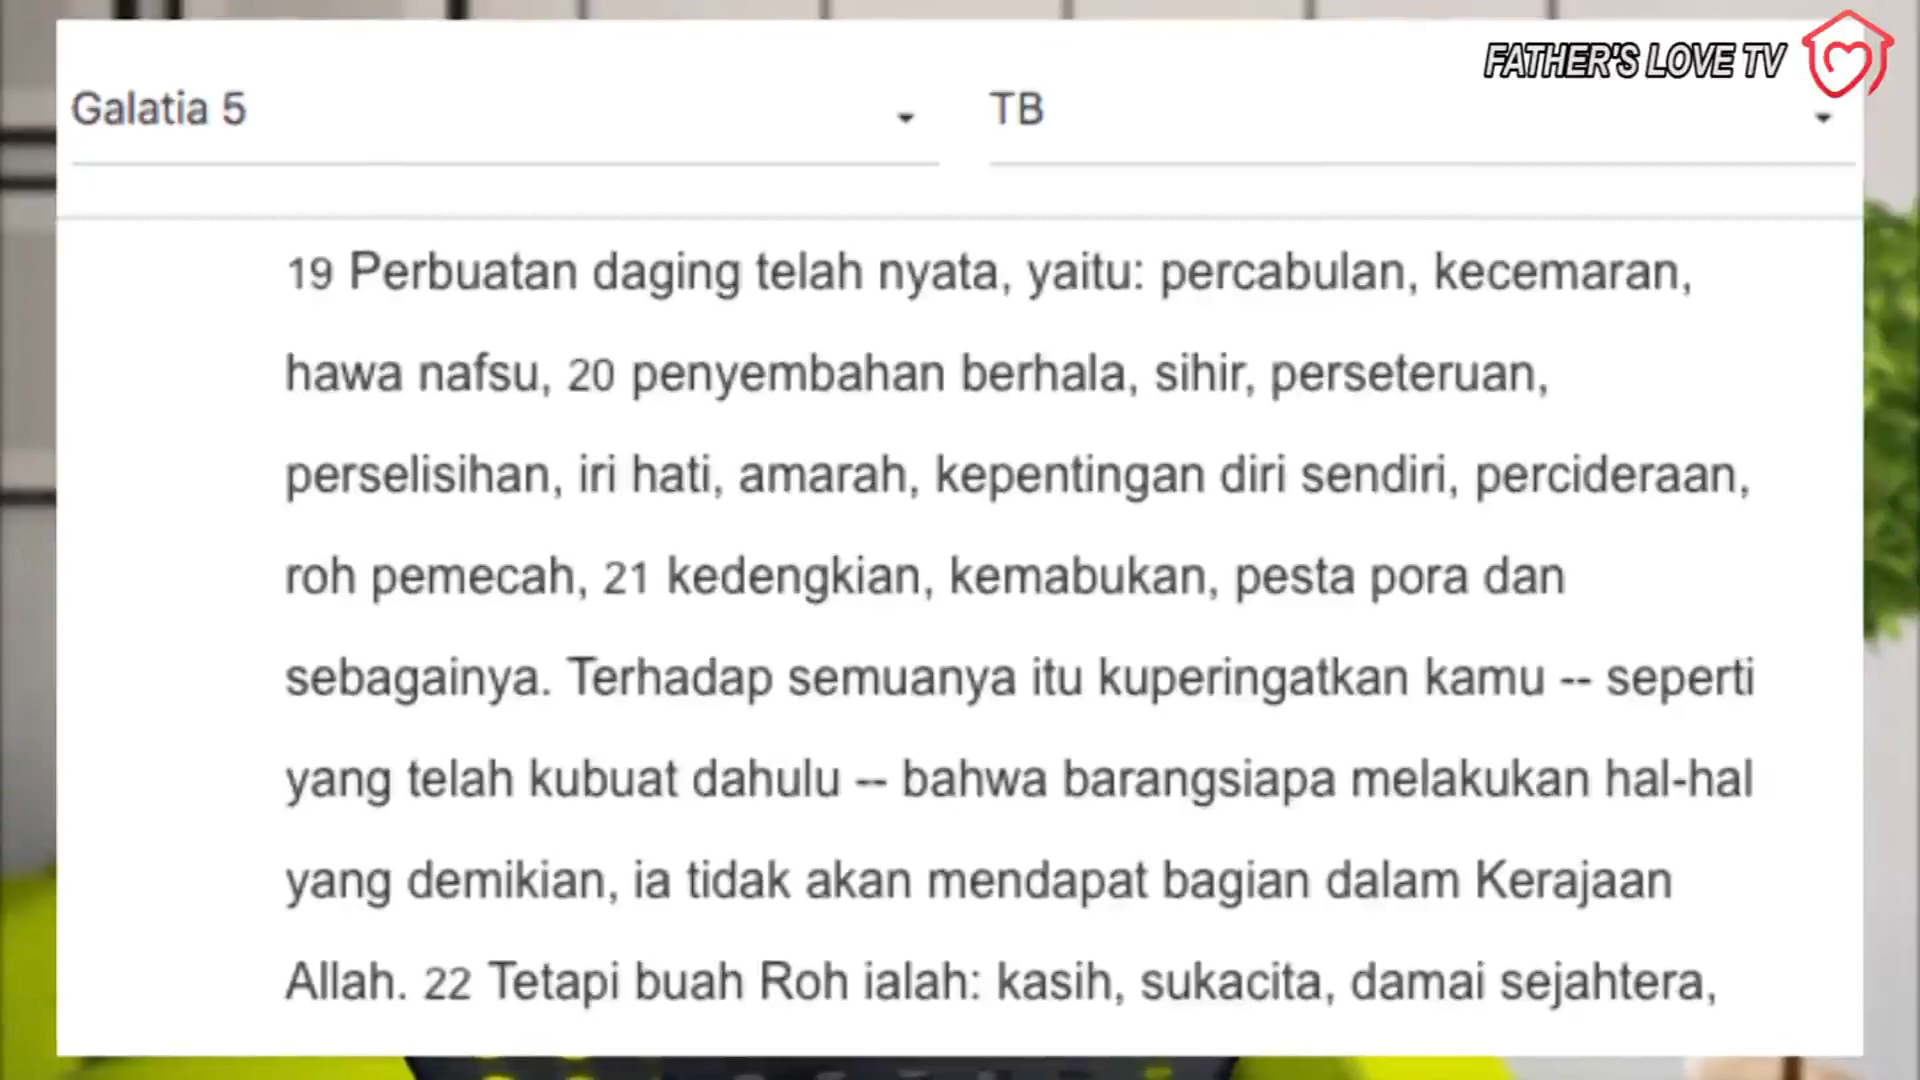 FATHER'S LOVE TV
Galatia 5
TB
19 Perbuatan daging telah nyata, yaitu: percabulan, kecemaran,
hawa nafsu, 20 penyembahan berhala, sihir, perseteruan,
perselisihan, iri hati, amarah, kepentingan diri sendiri, percideraan,
roh pemecah, 21 kedengkian, kemabukan, pesta pora dan
sebagainya. Terhadap semuanya itu kuperingatkan kamu -- seperti
yang telah kubuat dahulu -- bahwa barangsiapa melakukan hal-hal
yang demikian, ia tidak akan mendapat bagian dalam Kerajaan
Allah. 22 Tetapi buah Roh ialah: kasih, sukacita, damai sejahtera,